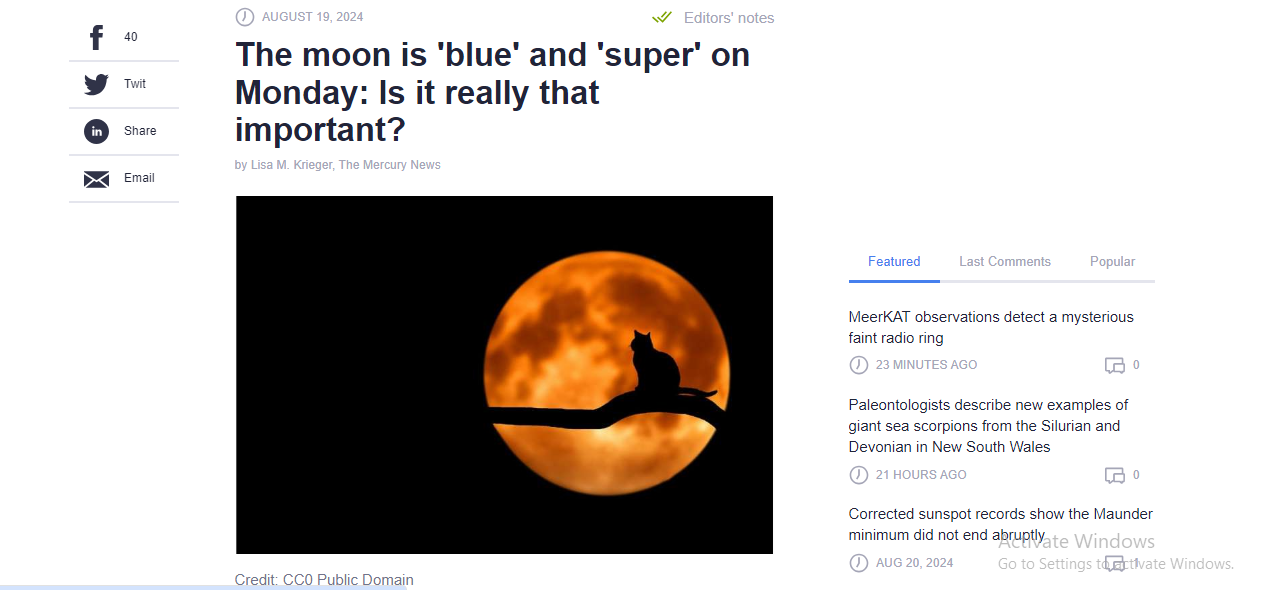 40
Twit
Share
Email
AUGUST 19, 2024
Editors' notes
The moon is 'blue' and 'super' on
Monday: Is it really that
important?
by Lisa M. Krieger, The Mercury News
Credit: CC0 Public Domain
Featured
Last Comments
Popular
MeerKAT observations detect a mysterious
faint radio ring
23 MINUTES AGO
0
Paleontologists describe new examples of
giant sea scorpions from the Silurian and
Devonian in New South Wales
21 HOURS AGO
0
Corrected sunspot records show the Maunder
minimum did not end abruptly
AUG 20, 2024
1
Activate Windows
Go to Settings to activate Windows.